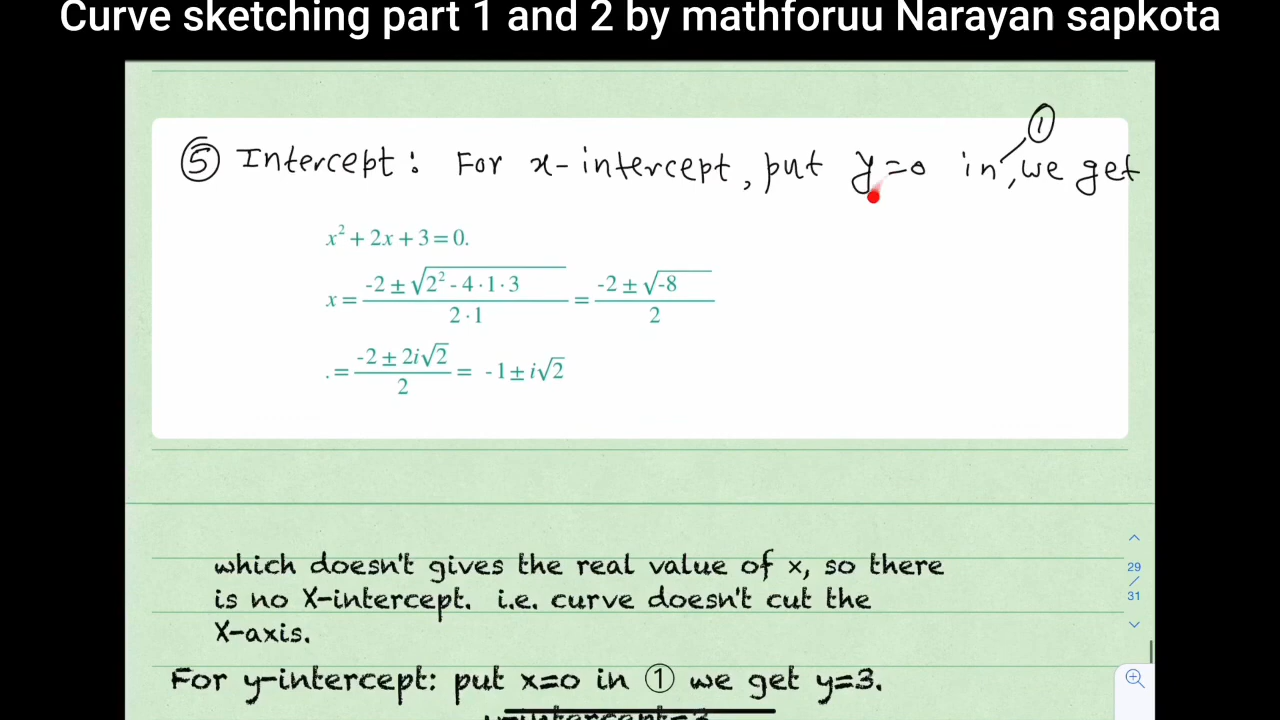 Curve sketching part 1 and 2 by mathforuu Narayan sapkota
①
⑤ Intercept: For x-intercept, put y=0 in, we get
x² + 2x + 3 = 0.
x = (-2 ± √(2² - 4 · 1 · 3)) / (2 · 1) = (-2 ± √-8) / 2
. = (-2 ± 2i√2) / 2 = -1 ± i√2
which doesn't gives the real value of x, so there
is no X-intercept. i.e. curve doesn't cut the
X-axis.
For y-intercept: put x=0 in ① we get y=3.
y-intercept=3
29
/
31